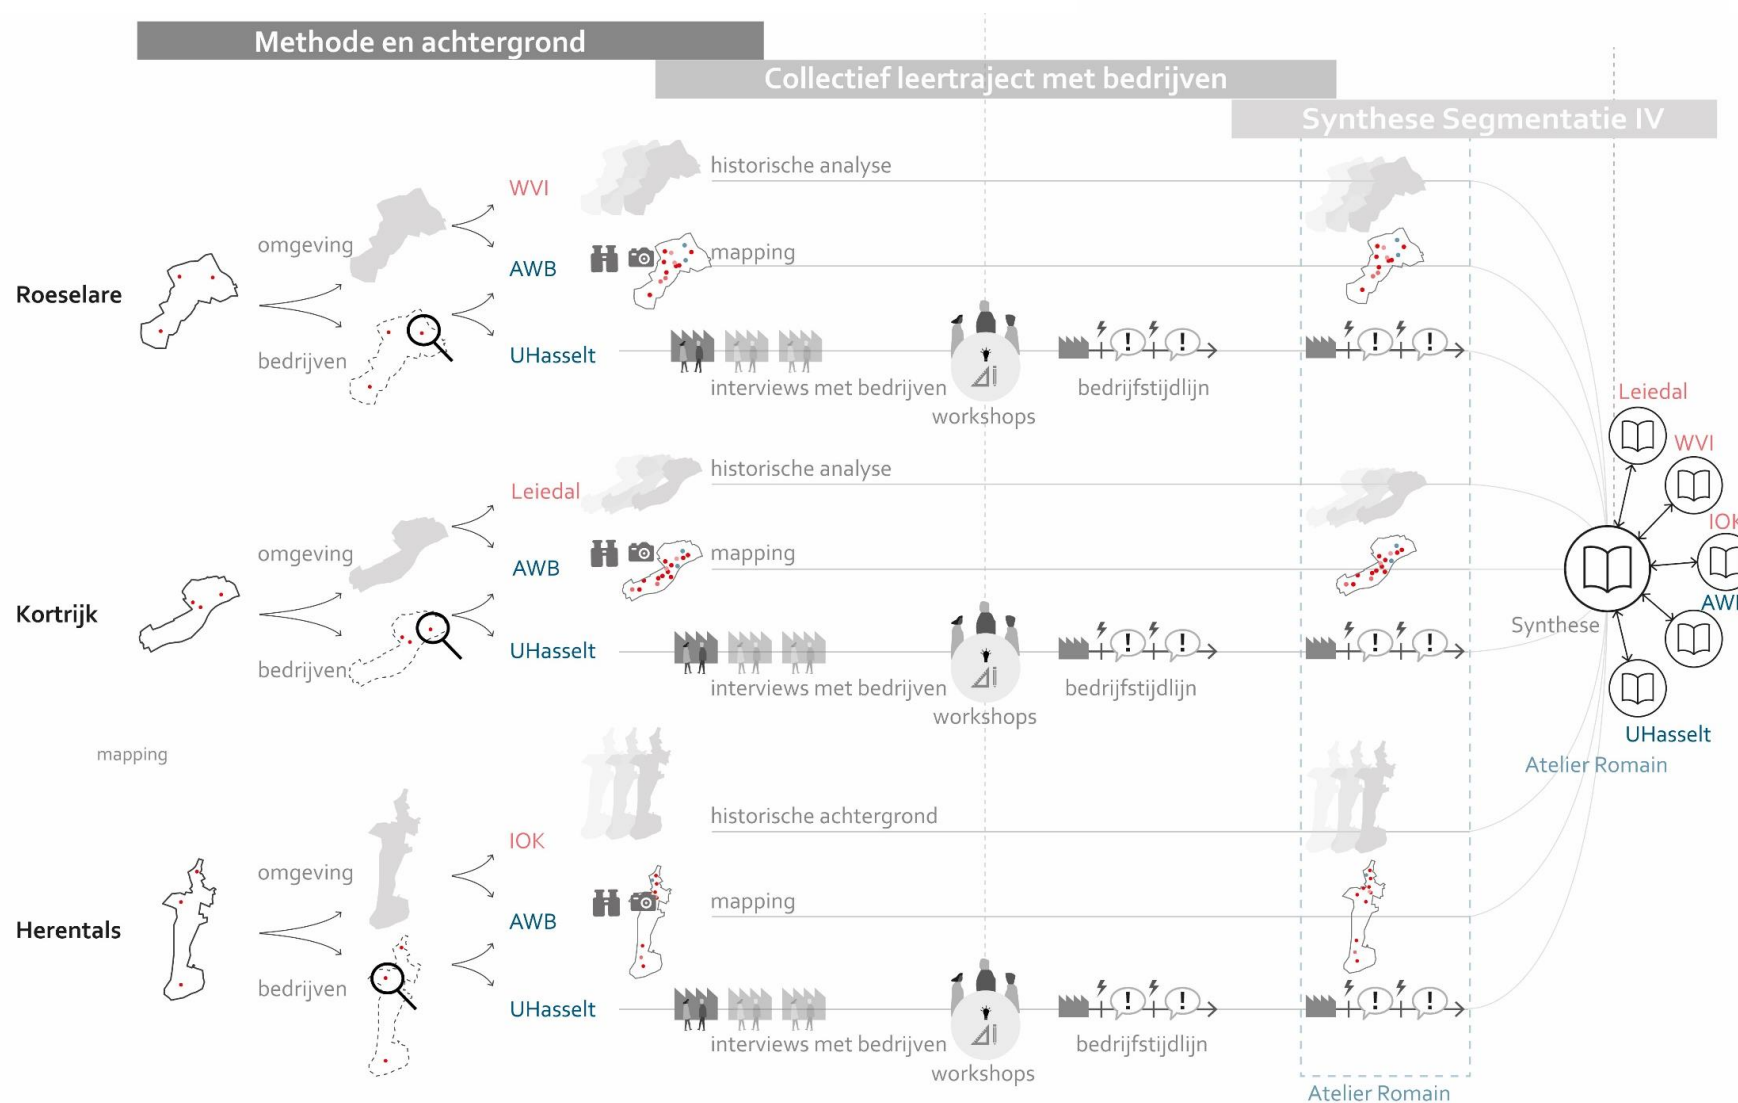 Methode en achtergrond
Collectief leertraject met bedrijven
Synthese Segmentatie IV
Roeselare
omgeving
bedrijven
WVI
AWB
UHasselt
historische analyse
mapping
interviews met bedrijven
workshops
bedrijfstijdlijn
Kortrijk
omgeving
bedrijven
Leiedal
AWB
UHasselt
historische analyse
mapping
interviews met bedrijven
workshops
bedrijfstijdlijn
mapping
Herentals
omgeving
bedrijven
IOK
AWB
UHasselt
historische achtergrond
mapping
interviews met bedrijven
workshops
bedrijfstijdlijn
Atelier Romain
Leiedal
WVI
IOK
AWB
Synthese
UHasselt
Atelier Romain